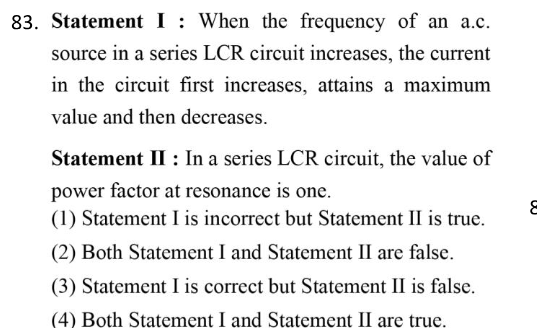 83. Statement I : When the frequency of an a.c.
source in a series LCR circuit increases, the current
in the circuit first increases, attains a maximum
value and then decreases.
Statement II : In a series LCR circuit, the value of
power factor at resonance is one.
(1) Statement I is incorrect but Statement II is true.
(2) Both Statement I and Statement II are false.
(3) Statement I is correct but Statement II is false.
(4) Both Statement I and Statement II are true.